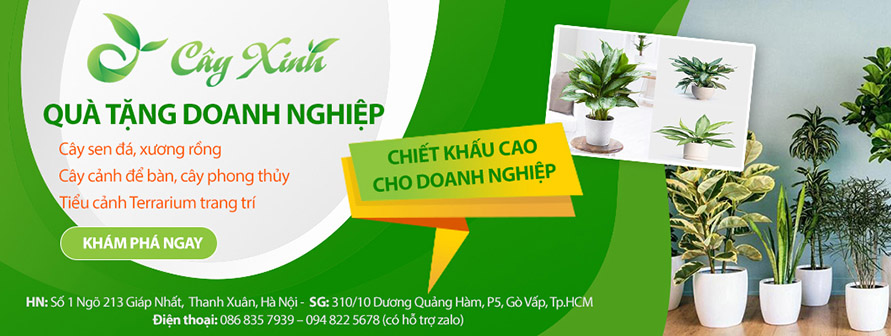 Cây Xinh
QUÀ TẶNG DOANH NGHIỆP
Cây sen đá, xương rồng
Cây cảnh để bàn, cây phong thủy
Tiểu cảnh Terrarium trang trí
KHÁM PHÁ NGAY
CHIẾT KHẤU CAO
CHO DOANH NGHIỆP
HN: Số 1 Ngõ 213 Giáp Nhất, Thanh Xuân, Hà Nội - SG: 310/10 Dương Quảng Hàm, P5, Gò Vấp, Tp.HCM
Điện thoại: 086 835 7939 – 094 822 5678 (có hỗ trợ zalo)